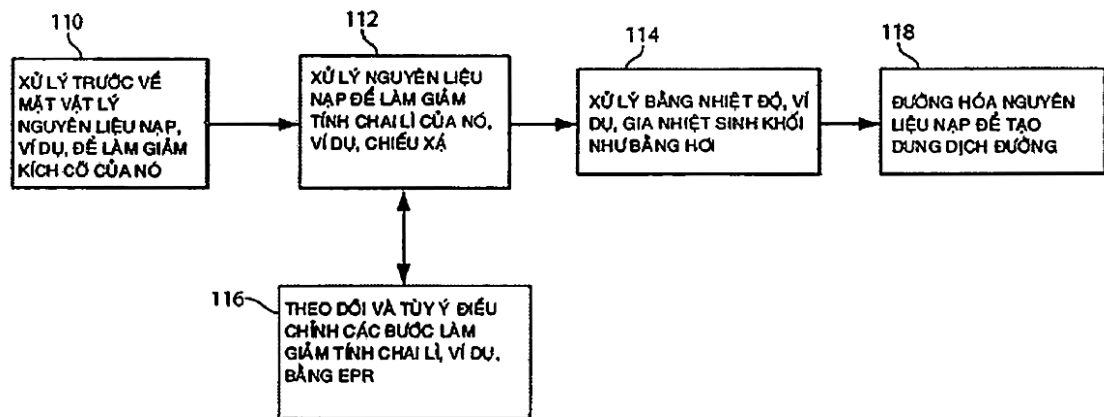 110
XỬ LÝ TRƯỚC VỀ
MẶT VẬT LÝ
NGUYÊN LIỆU NẠP,
VÍ DỤ, ĐỂ LÀM GIẢM
KÍCH CỠ CỦA NÓ
112
XỬ LÝ NGUYÊN LIỆU
NẠP ĐỂ LÀM GIẢM
TÍNH CHAI LÌ CỦA NÓ,
VÍ DỤ, CHIẾU XẠ
114
XỬ LÝ BẰNG NHIỆT ĐỘ, VÍ
DỤ, GIA NHIỆT SINH KHỐI
NHƯ BẰNG HƠI
118
ĐƯỜNG HÓA NGUYÊN
LIỆU NẠP ĐỂ TẠO
DUNG DỊCH ĐƯỜNG
116
THEO DÕI VÀ TÙY Ý ĐIỀU
CHỈNH CÁC BƯỚC LÀM
GIẢM TÍNH CHAI LÌ, VÍ DỤ,
BẰNG EPR